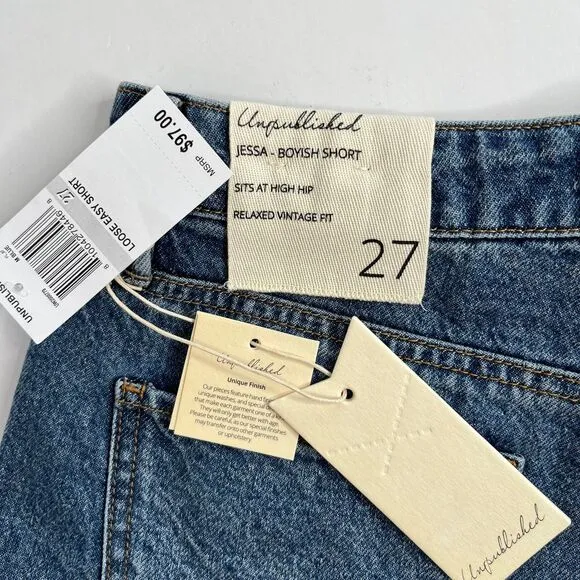 Unpublished
JESSA - BOYISH SHORT
SITS AT HIGH HIP
RELAXED VINTAGE FIT
27
MSRP $97.00
LOOSE EASY SHORT
27
M BLUE
Unpublished
Unique Finish
Our pieces feature hand
unique washes, and special
that make each garment one of a
They will only get better with age.
Please be careful, as our special finishes
may transfer onto other garments
or upholstery.
Unpublished